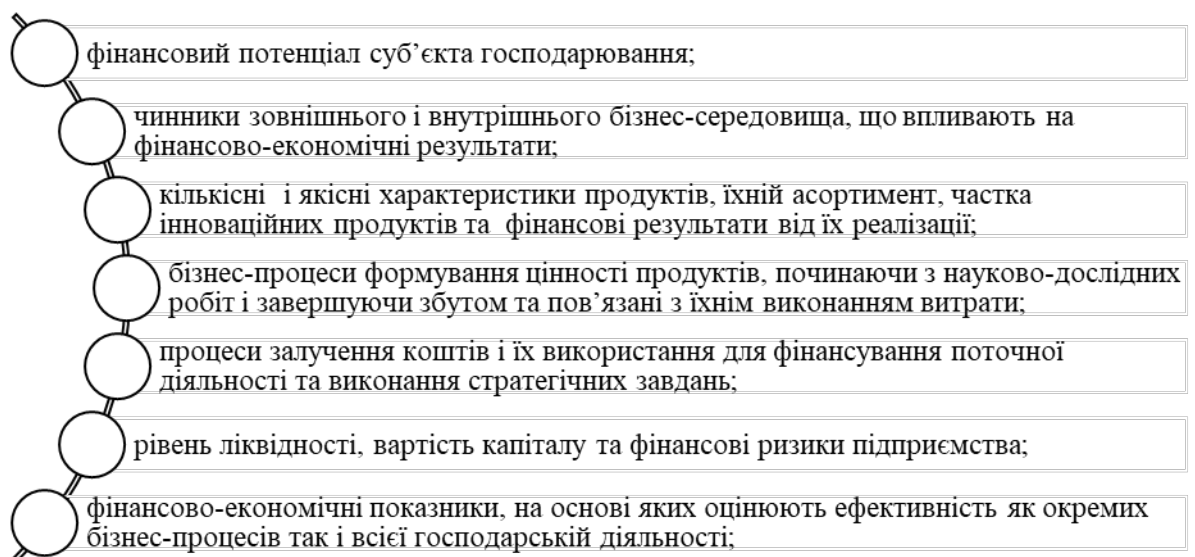 фінансовий потенціал суб’єкта господарювання;
чинники зовнішнього і внутрішнього бізнес-середовища, що впливають на
фінансово-економічні результати;
кількісні і якісні характеристики продуктів, їхній асортимент, частка
інноваційних продуктів та фінансові результати від їх реалізації;
бізнес-процеси формування цінності продуктів, починаючи з науково-дослідних
робіт і завершуючи збутом та пов’язані з їхнім виконанням витрати;
процеси залучення коштів і їх використання для фінансування поточної
діяльності та виконання стратегічних завдань;
рівень ліквідності, вартість капіталу та фінансові ризики підприємства;
фінансово-економічні показники, на основі яких оцінюють ефективність як окремих
бізнес-процесів так і всієї господарській діяльності;